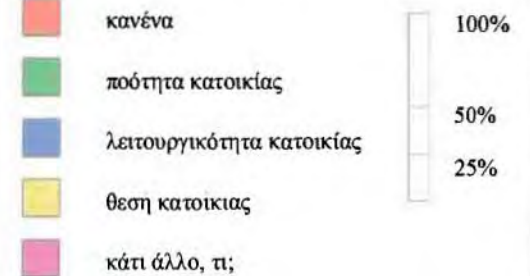 κανένα
ποότητα κατοικίας
λειτουργικότητα κατοικίας
θεση κατοικιας
κάτι άλλο, τι;
100%
50%
25%